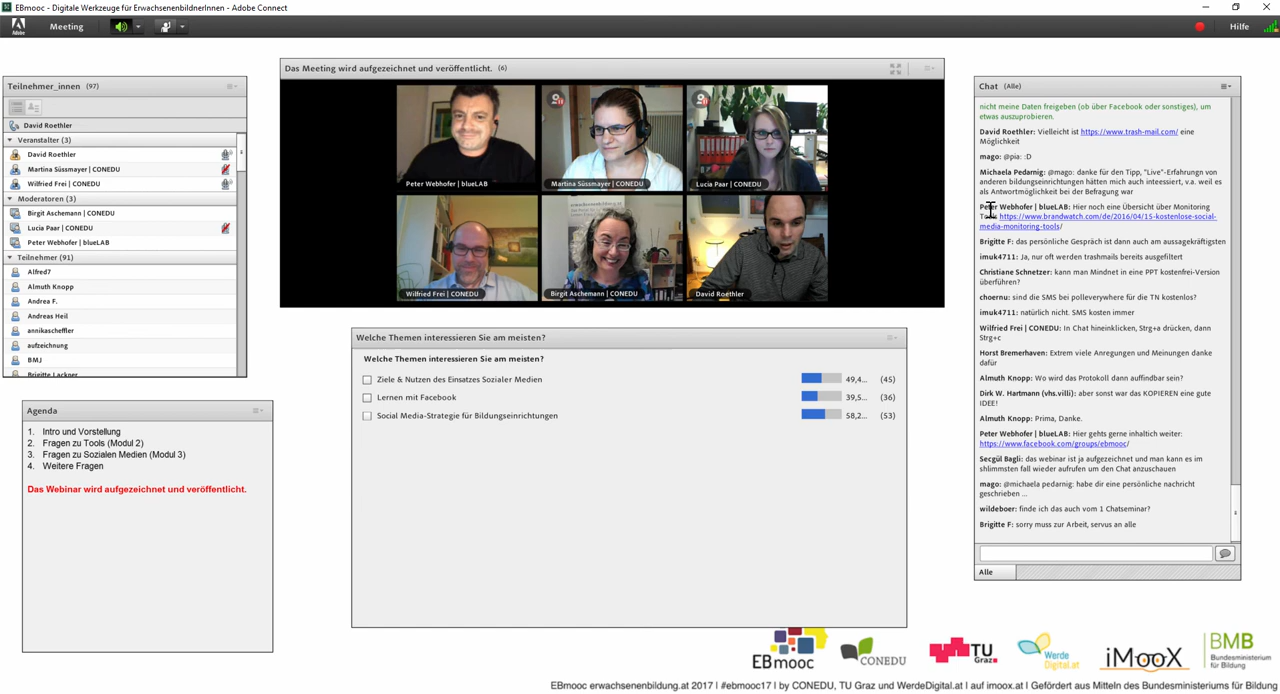 EBmooc - Digitale Werkzeuge für ErwachsenenbildnerInnen - Adobe Connect
Adobe
Meeting
Hilfe
Teilnehmer_innen (97)
David Roethler
Veranstalter (3)
David Roethler
Martina Süssmayer | CONEDU
Wilfried Frei | CONEDU
Moderatoren (3)
Birgit Aschemann | CONEDU
Lucia Paar | CONEDU
Peter Webhofer | blueLAB
Teilnehmer (91)
Alfred7
Almuth Knopp
Andrea F.
Andreas Heil
annikascheffler
aufzeichnung
BMJ
Brigitte Lackner
Agenda
1. Intro und Vorstellung
2. Fragen zu Tools (Modul 2)
3. Fragen zu Sozialen Medien (Modul 3)
4. Weitere Fragen
Das Webinar wird aufgezeichnet und veröffentlicht.
Das Meeting wird aufgezeichnet und veröffentlicht. (6)
Peter Webhofer | blueLAB
Martina Süssmayer | CONEDU
Lucia Paar | CONEDU
Wilfried Frei | CONEDU
Birgit Aschemann | CONEDU
David Roethler
Welche Themen interessieren Sie am meisten?
Welche Themen interessieren Sie am meisten?
Ziele & Nutzen des Einsatzes Sozialer Medien 49,4... (45)
Lernen mit Facebook 39,5... (36)
Social Media-Strategie für Bildungseinrichtungen 58,2... (53)
Chat (Alle)
nicht meine Daten freigeben (ob über Facebook oder sonstiges), um
etwas auszuprobieren.
David Roethler: Vielleicht ist https://www.trash-mail.com/ eine
Möglichkeit
mago: @pia: :D
Michaela Pedarnig: @mago: danke für den Tipp, "Live"-Erfahrung von
anderen bildungseinrichtungen hätten mich auch inteessiert, v.a. weil es
als Antwortmöglichkeit bei der Befragung war
Peter Webhofer | blueLAB: Hier noch eine Übersicht über Monitoring
Tools https://www.brandwatch.com/de/2016/04/15-kostenlose-social-
media-monitoring-tools/
Brigitte F: das persönliche Gespräch ist dann auch am aussagekräftigsten
imuk4711: Ja, nur oft werden trashmails bereits ausgefiltert
Christiane Schnetzer: kann man Mindnet in eine PPT kostenfrei-Version
überführen?
choernu: sind die SMS bei polleverywhere für die TN kostenlos?
imuk4711: natürlich nicht. SMS kosten immer
Wilfried Frei | CONEDU: In Chat hineinklicken, Strg+a drücken, dann
Strg+c
Horst Bremerhaven: Extrem viele Anregungen und Meinungen danke
dafür
Almuth Knopp: Wo wird das Protokoll dann auffindbar sein?
Dirk W. Hartmann (vhs.villi): aber sonst war das KOPIEREN eine gute
IDEE!
Almuth Knopp: Prima, Danke.
Peter Webhofer | blueLAB: Hier gehts gerne inhaltlich weiter:
https://www.facebook.com/groups/ebmooc/
Secgül Bagli: das webinar ist ja aufgezeichnet und man kann es im
shlimmsten fall wieder aufrufen um den Chat anzuschauen
mago: @michaela pedarnig: habe dir eine persönliche nachricht
geschrieben ...
wildeboer: finde ich das auch vom 1 Chatseminar?
Brigitte F: sorry muss zur Arbeit, servus an alle
Alle
EBmooc
CONEDU
TU Graz
Werde Digital.at
iMooX
BMB
Bundesministerium
für Bildung
EBmooc erwachsenenbildung.at 2017 | #ebmooc17 | by CONEDU, TU Graz und WerdeDigital.at | auf imoox.at | Gefördert aus Mitteln des Bundesministeriums für Bildung